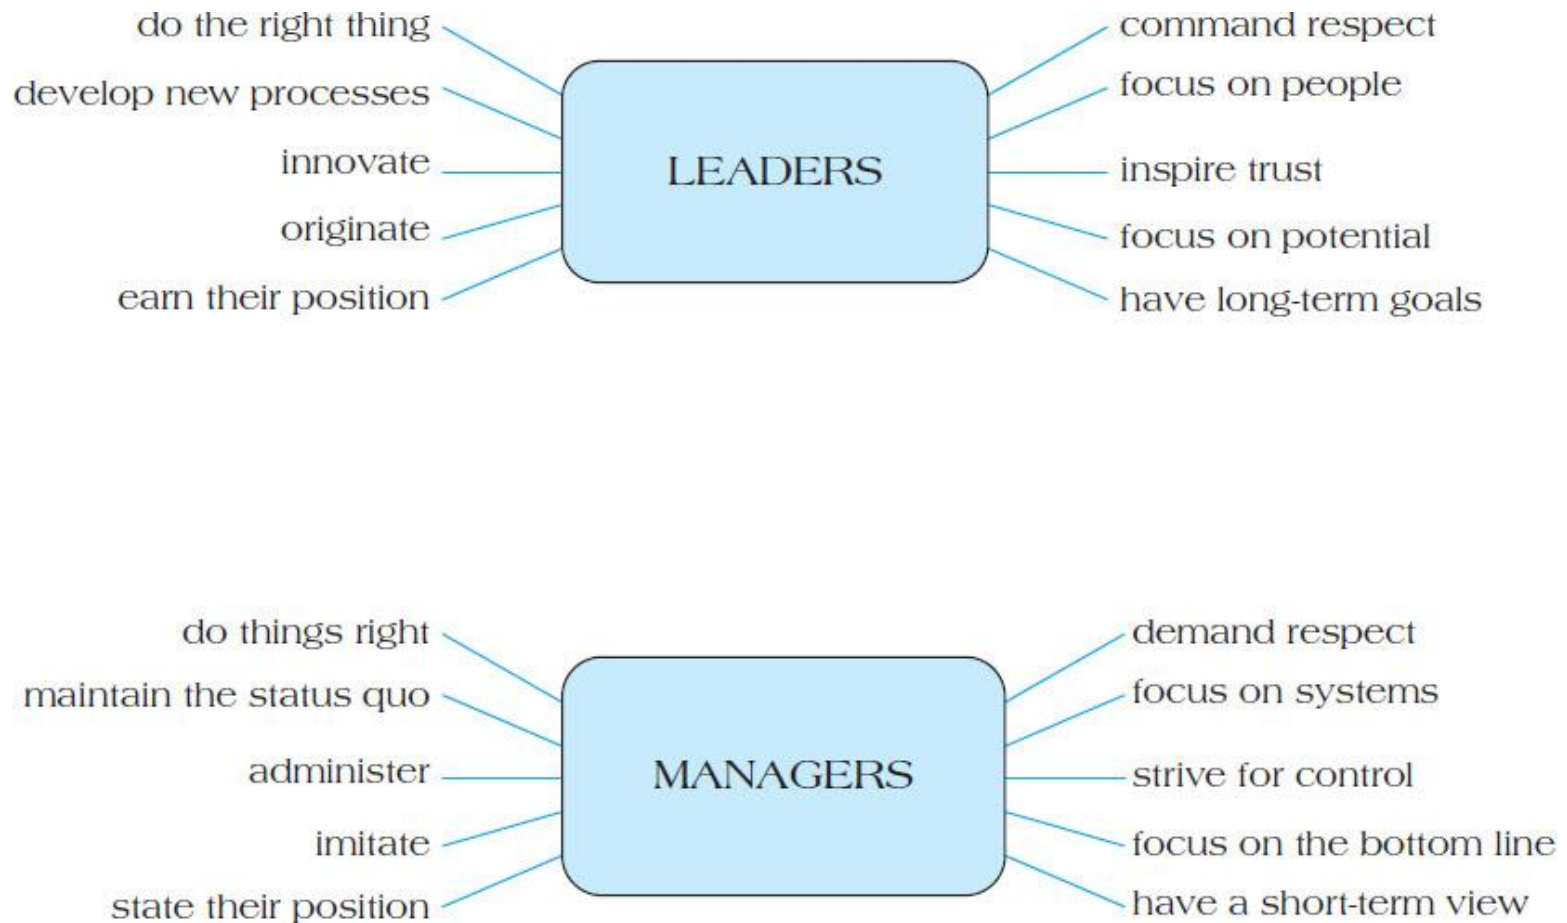 do the right thing
develop new processes
innovate
originate
earn their position
LEADERS
command respect
focus on people
inspire trust
focus on potential
have long-term goals
do things right
maintain the status quo
administer
imitate
state their position
MANAGERS
demand respect
focus on systems
strive for control
focus on the bottom line
have a short-term view